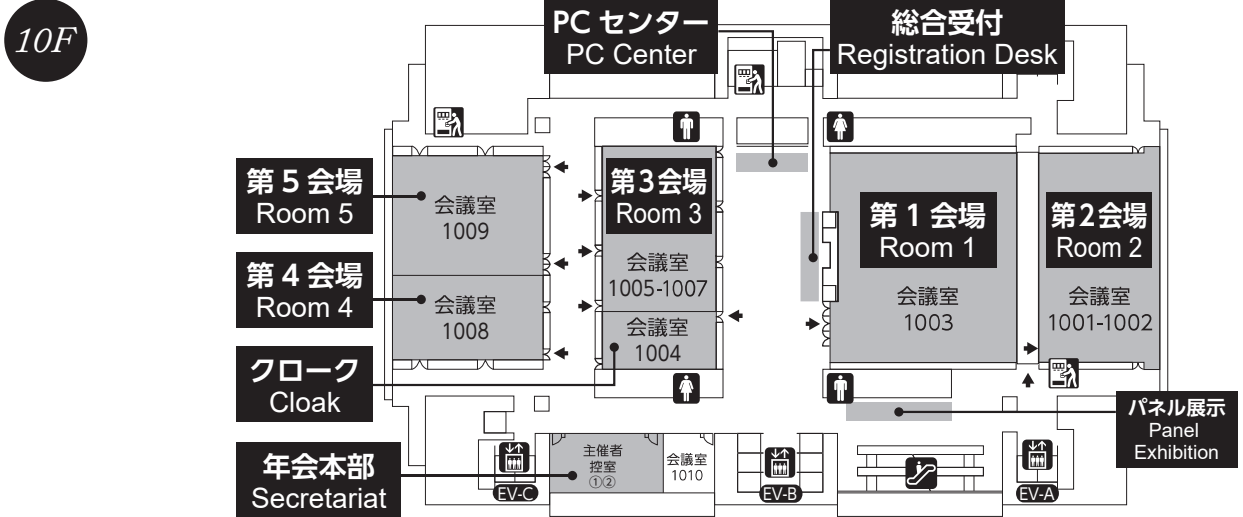 10F
PC センター
PC Center
総合受付
Registration Desk
第 5 会場
Room 5
会議室
1009
第3会場
Room 3
会議室
1005-1007
第 1 会場
Room 1
会議室
1003
第2会場
Room 2
会議室
1001-1002
第 4 会場
Room 4
会議室
1008
クローク
Cloak
会議室
1004
パネル展示
Panel
Exhibition
年会本部
Secretariat
主催者
控室
①②
会議室
1010
EV-C
EV-B
EV-A